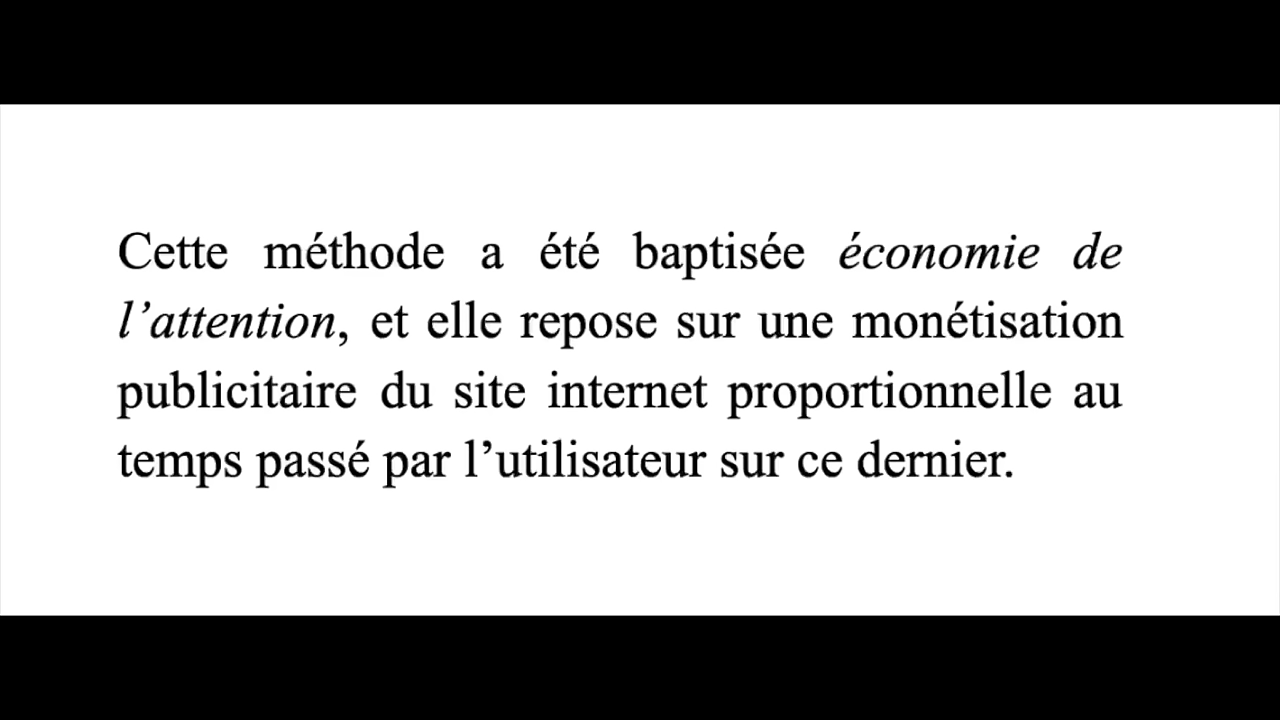 Cette méthode a été baptisée économie de
l’attention, et elle repose sur une monétisation
publicitaire du site internet proportionnelle au
temps passé par l’utilisateur sur ce dernier.